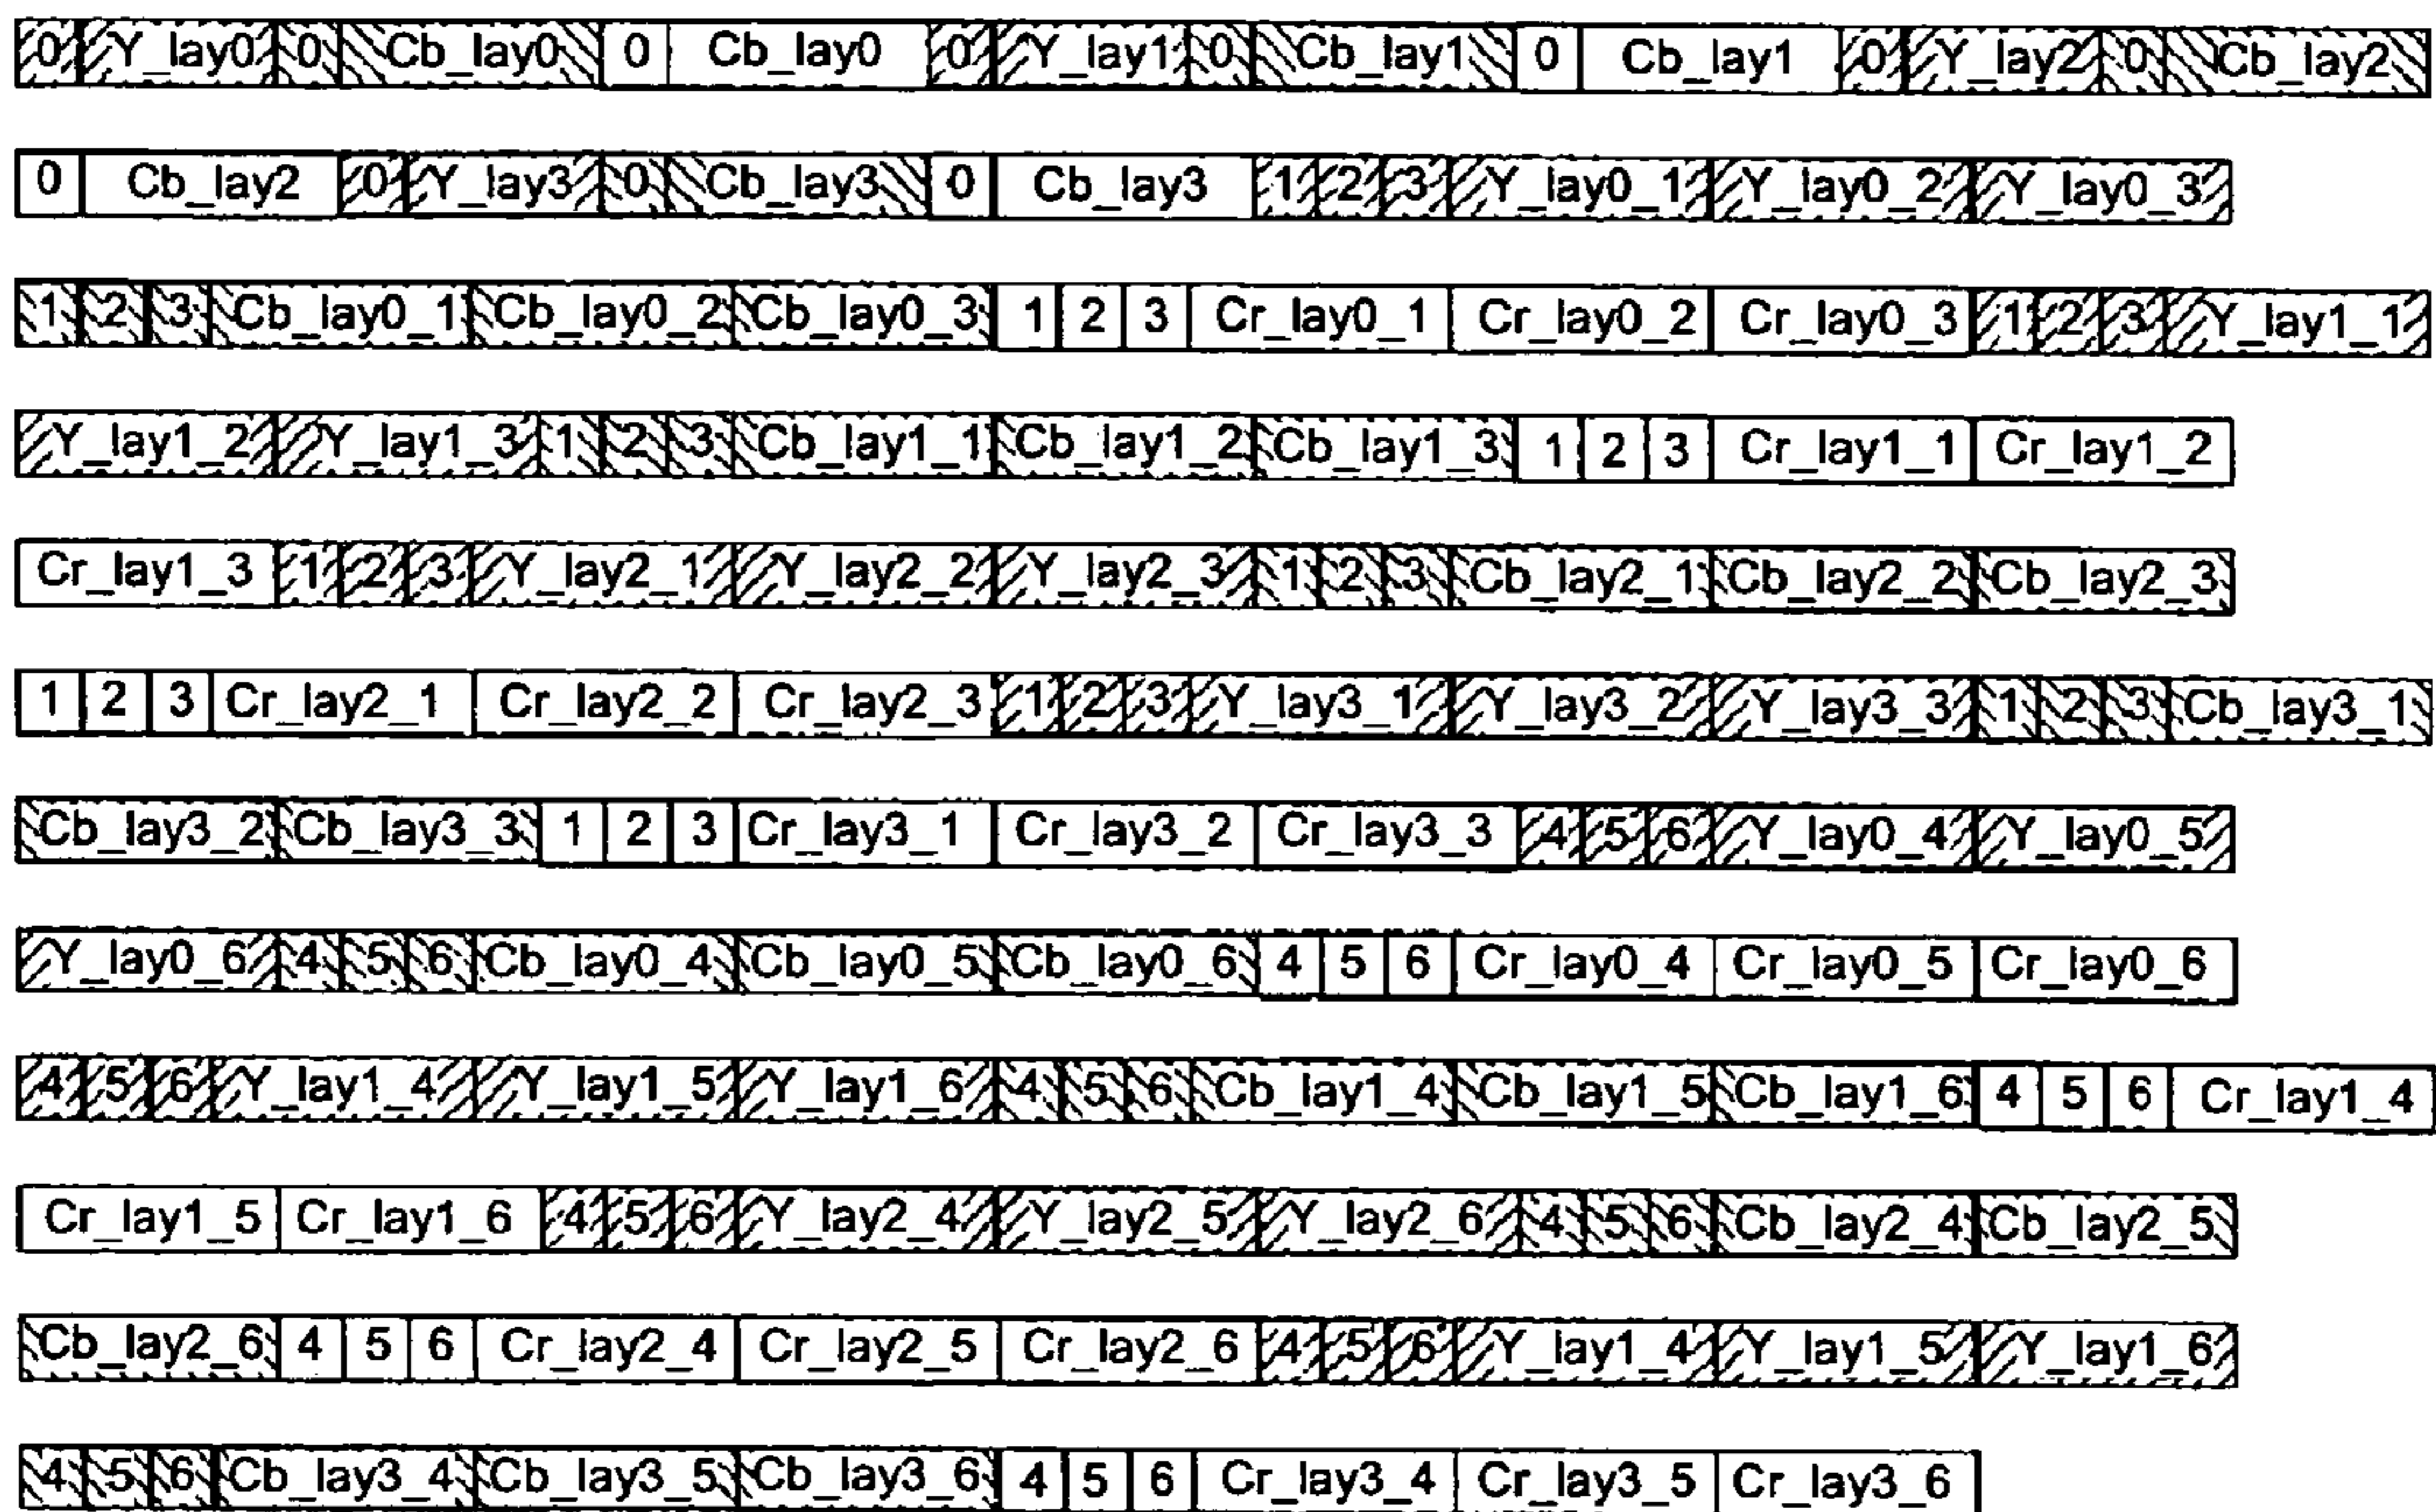 0 Y_lay0 0 Cb_lay0 0 Cb_lay0 0 Y_lay1 0 Cb_lay1 0 Cb_lay1 0 Y_lay2 0 Cb_lay2
0 Cb_lay2 0 Y_lay3 0 Cb_lay3 0 Cb_lay3 1 2 3 Y_lay0_1 Y_lay0_2 Y_lay0_3
1 2 3 Cb_lay0_1 Cb_lay0_2 Cb_lay0_3 1 2 3 Cr_lay0_1 Cr_lay0_2 Cr_lay0_3 1 2 3 Y_lay1_1
Y_lay1_2 Y_lay1_3 1 2 3 Cb_lay1_1 Cb_lay1_2 Cb_lay1_3 1 2 3 Cr_lay1_1 Cr_lay1_2
Cr_lay1_3 1 2 3 Y_lay2_1 Y_lay2_2 Y_lay2_3 1 2 3 Cb_lay2_1 Cb_lay2_2 Cb_lay2_3
1 2 3 Cr_lay2_1 Cr_lay2_2 Cr_lay2_3 1 2 3 Y_lay3_1 Y_lay3_2 Y_lay3_3 1 2 3 Cb_lay3_1
Cb_lay3_2 Cb_lay3_3 1 2 3 Cr_lay3_1 Cr_lay3_2 Cr_lay3_3 4 5 6 Y_lay0_4 Y_lay0_5
Y_lay0_6 4 5 6 Cb_lay0_4 Cb_lay0_5 Cb_lay0_6 4 5 6 Cr_lay0_4 Cr_lay0_5 Cr_lay0_6
4 5 6 Y_lay1_4 Y_lay1_5 Y_lay1_6 4 5 6 Cb_lay1_4 Cb_lay1_5 Cb_lay1_6 4 5 6 Cr_lay1_4
Cr_lay1_5 Cr_lay1_6 4 5 6 Y_lay2_4 Y_lay2_5 Y_lay2_6 4 5 6 Cb_lay2_4 Cb_lay2_5
Cb_lay2_6 4 5 6 Cr_lay2_4 Cr_lay2_5 Cr_lay2_6 4 5 6 Y_lay1_4 Y_lay1_5 Y_lay1_6
4 5 6 Cb_lay3_4 Cb_lay3_5 Cb_lay3_6 4 5 6 Cr_lay3_4 Cr_lay3_5 Cr_lay3_6